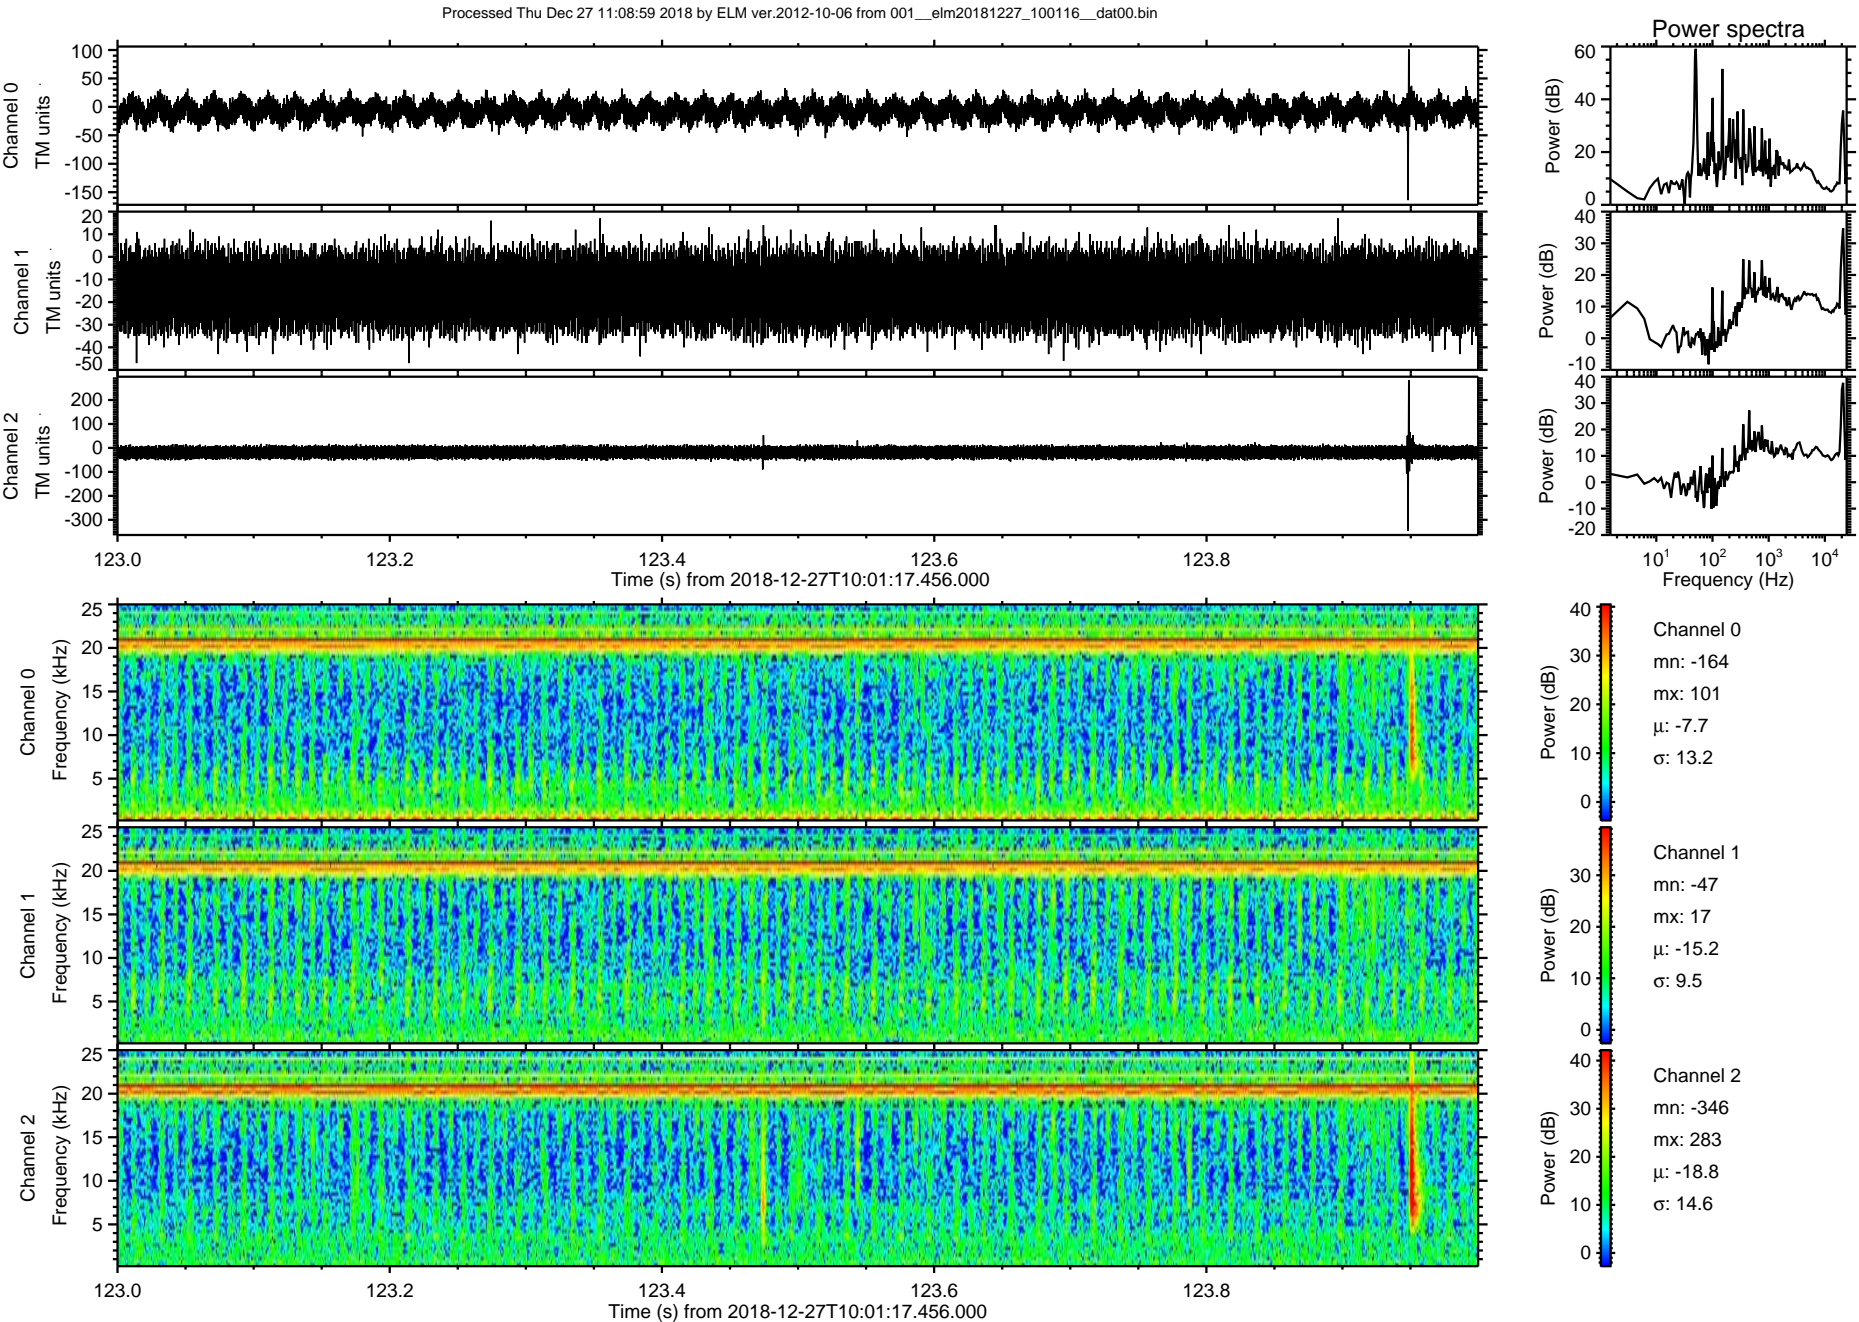 Processed Thu Dec 27 11:08:59 2018 by ELM ver.2012-10-06 from 001__elm20181227_100116__dat00.bin
Power spectra
Channel 0
TM units
100
50
0
-50
-100
-150
Power (dB)
60
40
20
0
Channel 1
TM units
20
10
0
-10
-20
-30
-40
-50
Power (dB)
40
30
20
10
0
-10
Channel 2
TM units
200
100
0
-100
-200
-300
Power (dB)
40
30
20
10
0
-10
-20
123.0 123.2 123.4 123.6 123.8
Time (s) from 2018-12-27T10:01:17.456.000
10^1 10^2 10^3 10^4
Frequency (Hz)
Channel 0
Frequency (kHz)
25
20
15
10
5
Power (dB)
40
30
20
10
0
Channel 0
mn: -164
mx: 101
μ: -7.7
σ: 13.2
Channel 1
Frequency (kHz)
25
20
15
10
5
Power (dB)
30
20
10
0
Channel 1
mn: -47
mx: 17
μ: -15.2
σ: 9.5
Channel 2
Frequency (kHz)
25
20
15
10
5
Power (dB)
40
30
20
10
0
Channel 2
mn: -346
mx: 283
μ: -18.8
σ: 14.6
123.0 123.2 123.4 123.6 123.8
Time (s) from 2018-12-27T10:01:17.456.000